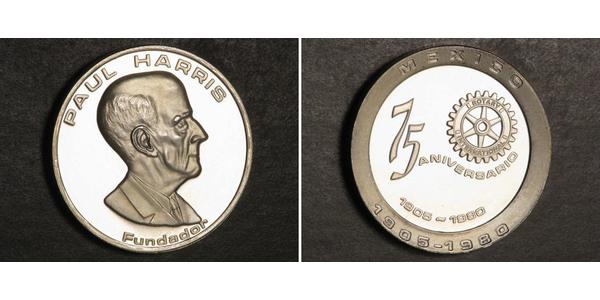 PAUL HARRIS
Fundador
MEXICO
75
ROTARY
INTERNATIONAL
ANIVERSARIO
1905-1980
1905-1980